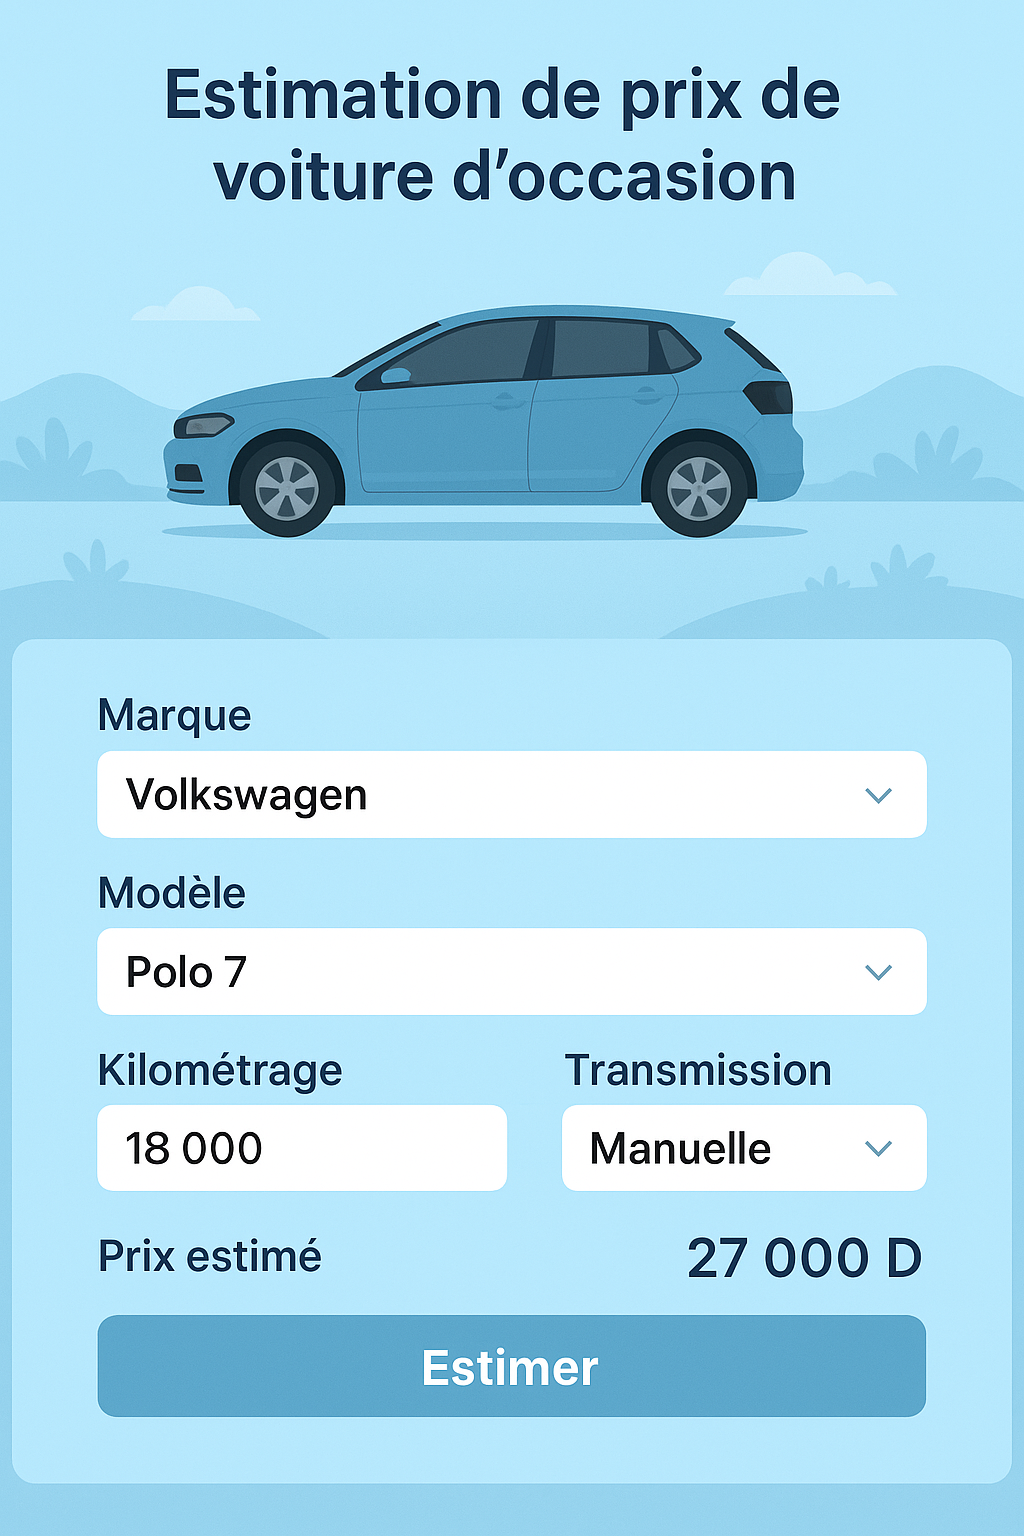 Estimation de prix de
voiture d’occasion
Marque
Volkswagen
Modèle
Polo 7
Kilométrage
Transmission
18 000
Manuelle
Prix estimé
27 000 D
Estimer